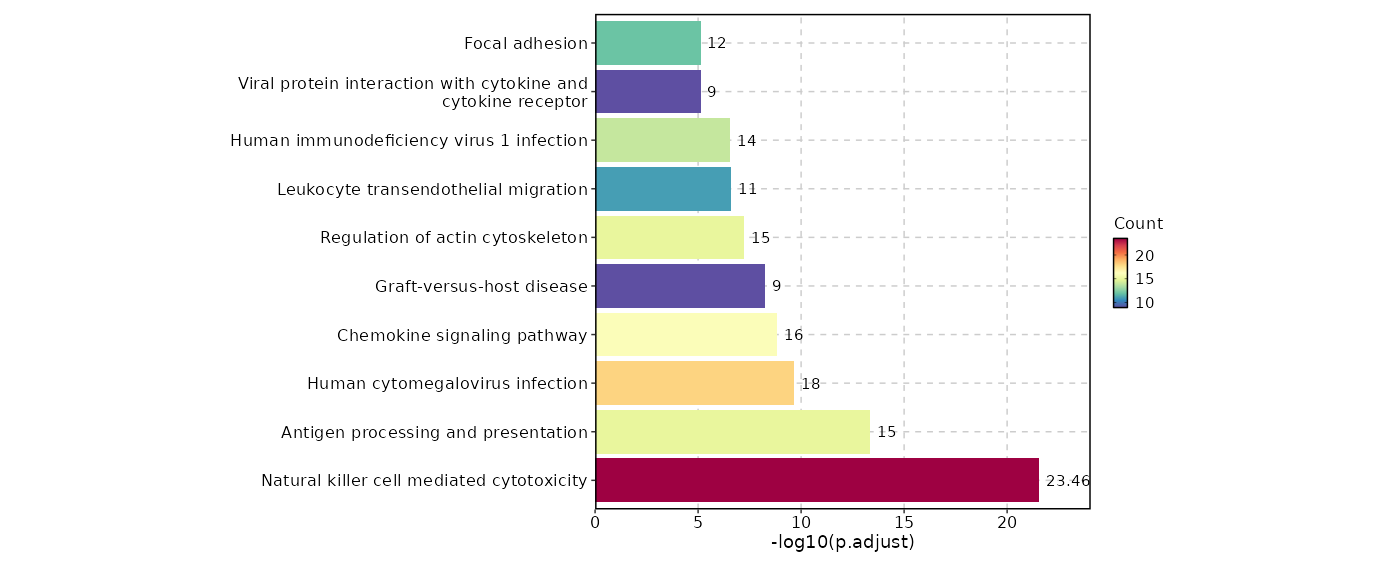 Focal adhesion
12
Viral protein interaction with cytokine and
cytokine receptor
9
Human immunodeficiency virus 1 infection
14
Leukocyte transendothelial migration
11
Regulation of actin cytoskeleton
15
Graft-versus-host disease
9
Chemokine signaling pathway
16
Human cytomegalovirus infection
18
Antigen processing and presentation
15
Natural killer cell mediated cytotoxicity
23.46
0 5 10 15 20
-log10(p.adjust)
Count
20
15
10